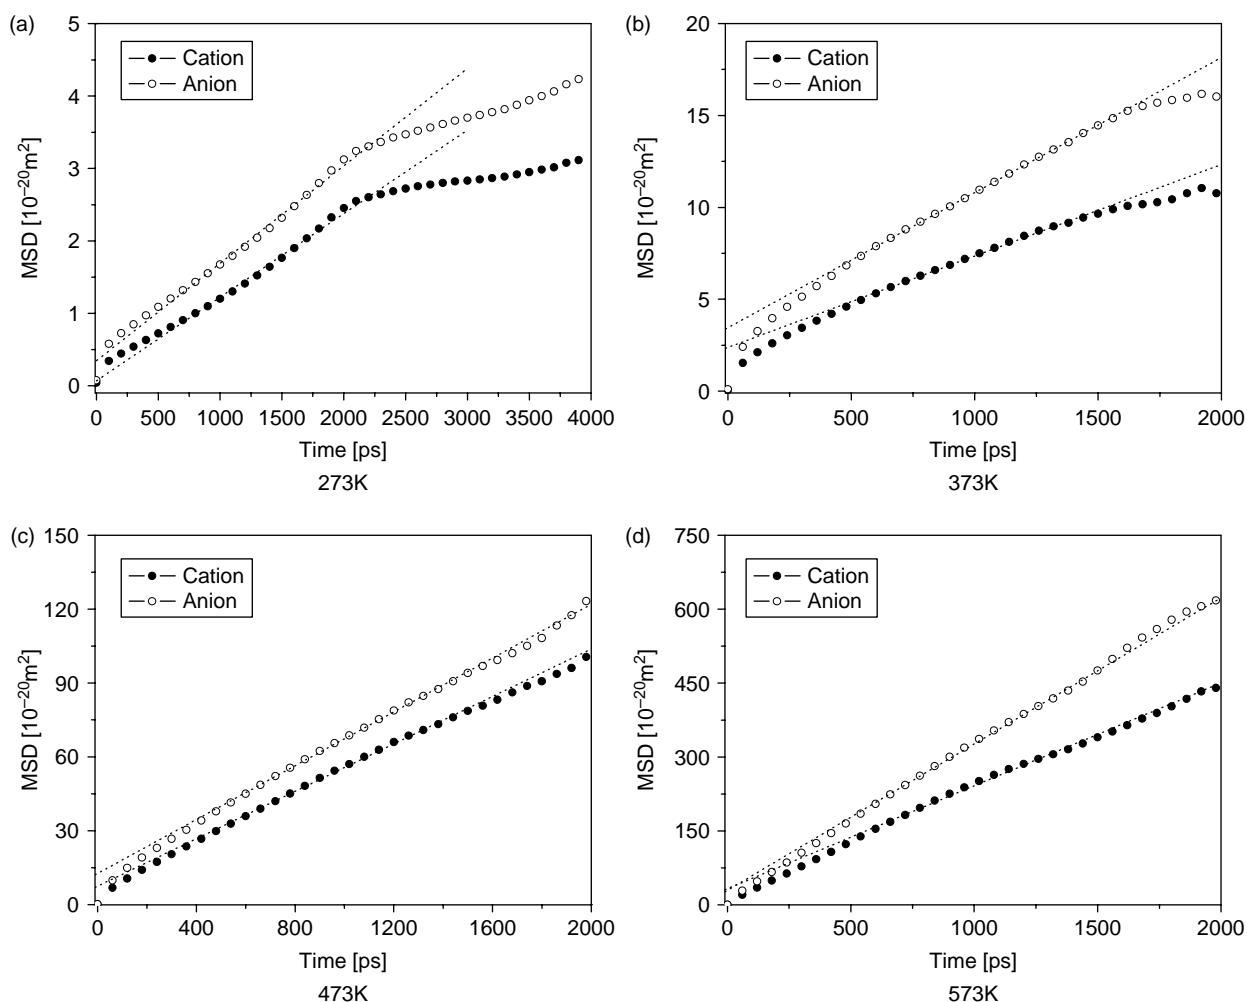 (a)
5
4
3
2
1
0
MSD [10⁻²⁰m²]
Cation
Anion
0 500 1000 1500 2000 2500 3000 3500 4000
Time [ps]
273K
(b)
20
15
10
5
0
MSD [10⁻²⁰m²]
Cation
Anion
0 500 1000 1500 2000
Time [ps]
373K
(c)
150
120
90
60
30
0
MSD [10⁻²⁰m²]
Cation
Anion
0 400 800 1200 1600 2000
Time [ps]
473K
(d)
750
600
450
300
150
0
MSD [10⁻²⁰m²]
Cation
Anion
0 500 1000 1500 2000
Time [ps]
573K